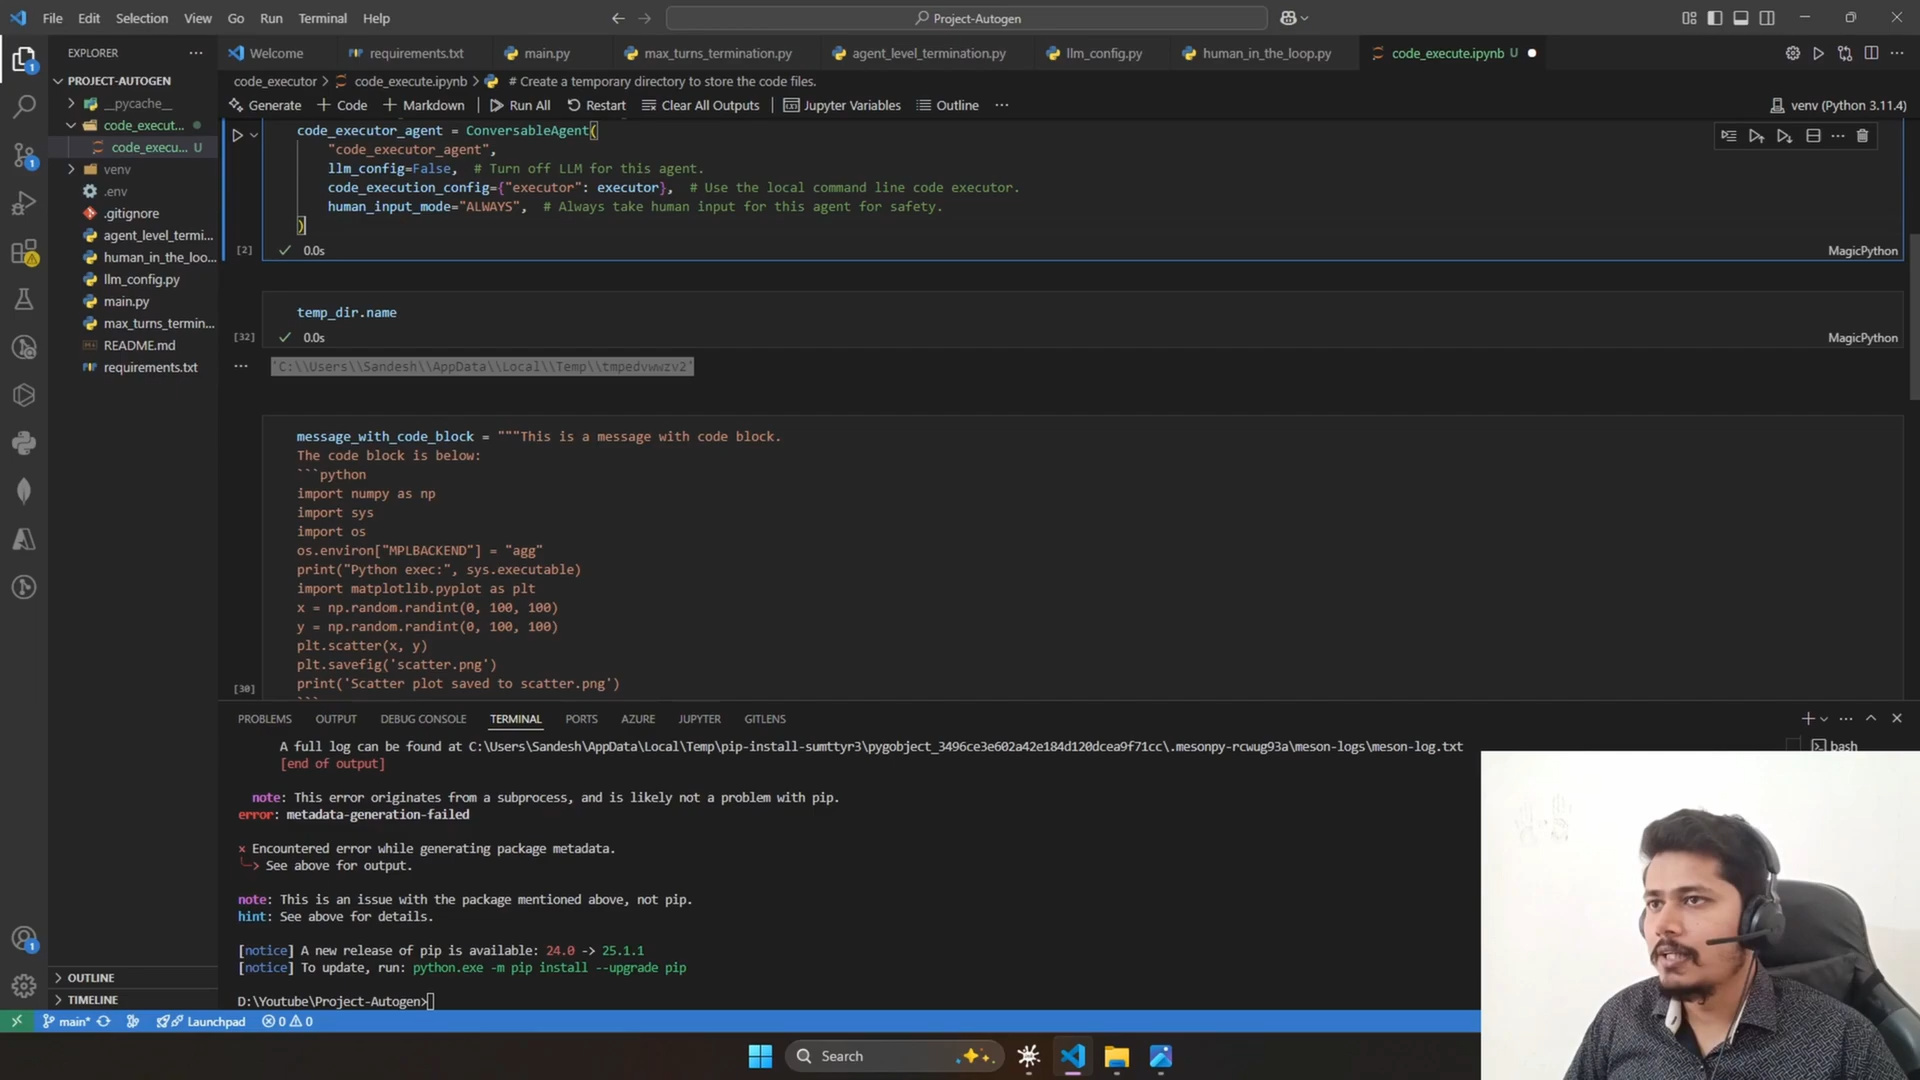 File Edit Selection View Go Run Terminal Help
Project-Autogen
EXPLORER
Welcome requirements.txt main.py max_turns_termination.py agent_level_termination.py llm_config.py human_in_the_loop.py code_execute.ipynb U
PROJECT-AUTOGEN
code_executor > code_execute.ipynb > # Create a temporary directory to store the code files.
Generate + Code + Markdown Run All Restart Clear All Outputs Jupyter Variables Outline ... venv (Python 3.11.4)
__pycache__
code_execut...
code_execu... U
venv
.env
.gitignore
agent_level_termi...
human_in_the_loo...
llm_config.py
main.py
max_turns_termin...
README.md
requirements.txt
OUTLINE
TIMELINE
code_executor_agent = ConversableAgent(
"code_executor_agent",
llm_config=False, # Turn off LLM for this agent.
code_execution_config={"executor": executor}, # Use the local command line code executor.
human_input_mode="ALWAYS", # Always take human input for this agent for safety.
)
[2] 0.0s MagicPython
temp_dir.name
[32] 0.0s MagicPython
'C:\\Users\\Sandesh\\AppData\\Local\\Temp\\tmpedvwwzv2'
message_with_code_block = """This is a message with code block.
The code block is below:
```python
import numpy as np
import sys
import os
os.environ["MPLBACKEND"] = "agg"
print("Python exec:", sys.executable)
import matplotlib.pyplot as plt
x = np.random.randint(0, 100, 100)
y = np.random.randint(0, 100, 100)
plt.scatter(x, y)
plt.savefig('scatter.png')
print('Scatter plot saved to scatter.png')
[30]
```
PROBLEMS OUTPUT DEBUG CONSOLE TERMINAL PORTS AZURE JUPYTER GITLENS
A full log can be found at C:\Users\Sandesh\AppData\Local\Temp\pip-install-sumttyr3\pygobject_3496ce3e602a42e184d120dcea9f71cc\.mesonpy-rcwug93a\meson-logs\meson-log.txt
bash
[end of output]
note: This error originates from a subprocess, and is likely not a problem with pip.
error: metadata-generation-failed
× Encountered error while generating package metadata.
╰─> See above for output.
note: This is an issue with the package mentioned above, not pip.
hint: See above for details.
[notice] A new release of pip is available: 24.0 -> 25.1.1
[notice] To update, run: python.exe -m pip install --upgrade pip
D:\Youtube\Project-Autogen>
main* Launchpad 0 0
Search